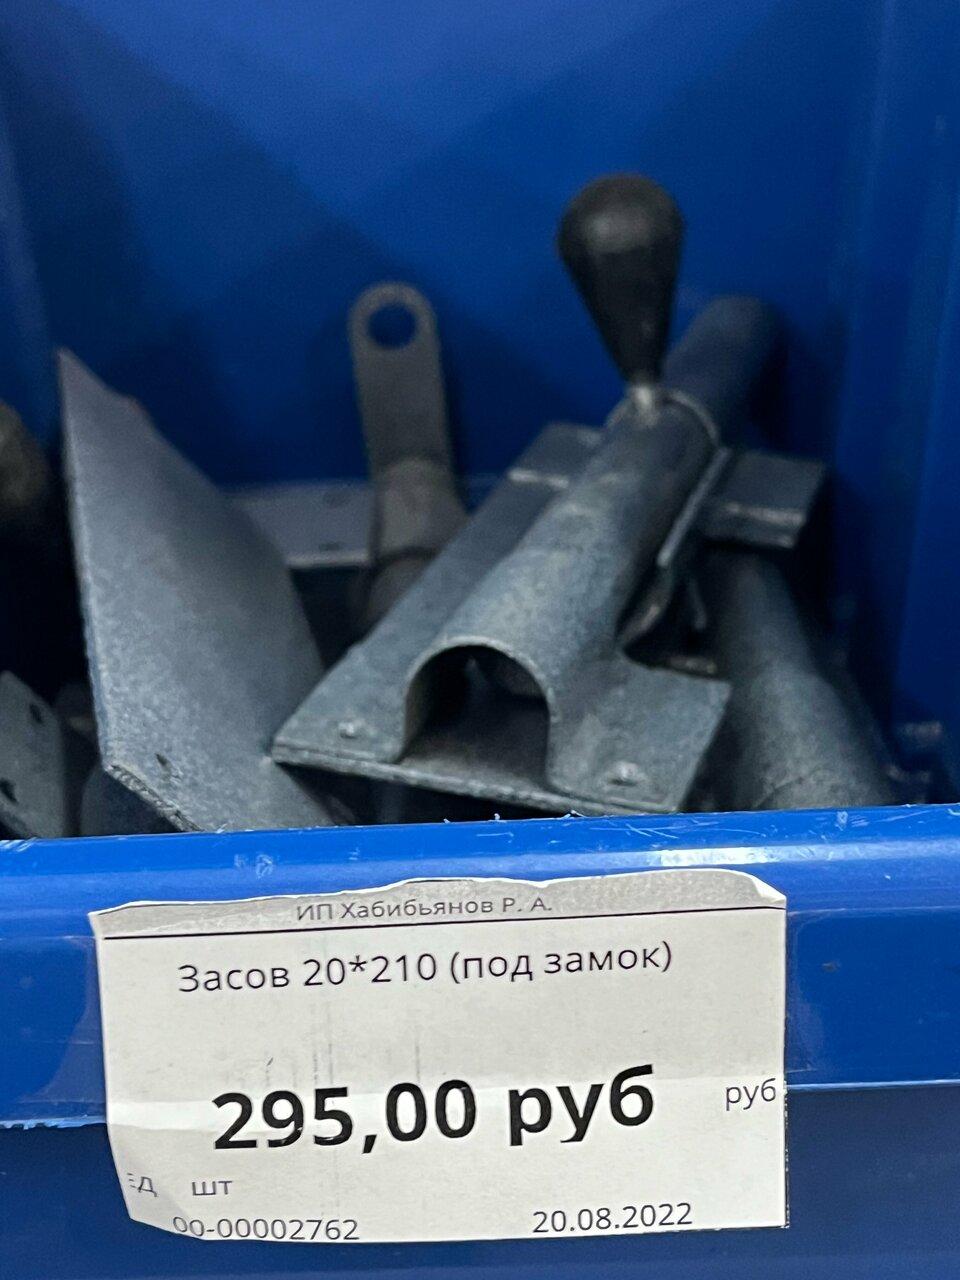 ИП Хабибьянов Р. А.
Засов 20*210 (под замок)
295,00 руб
руб
ЕД шт
00-00002762 20.08.2022